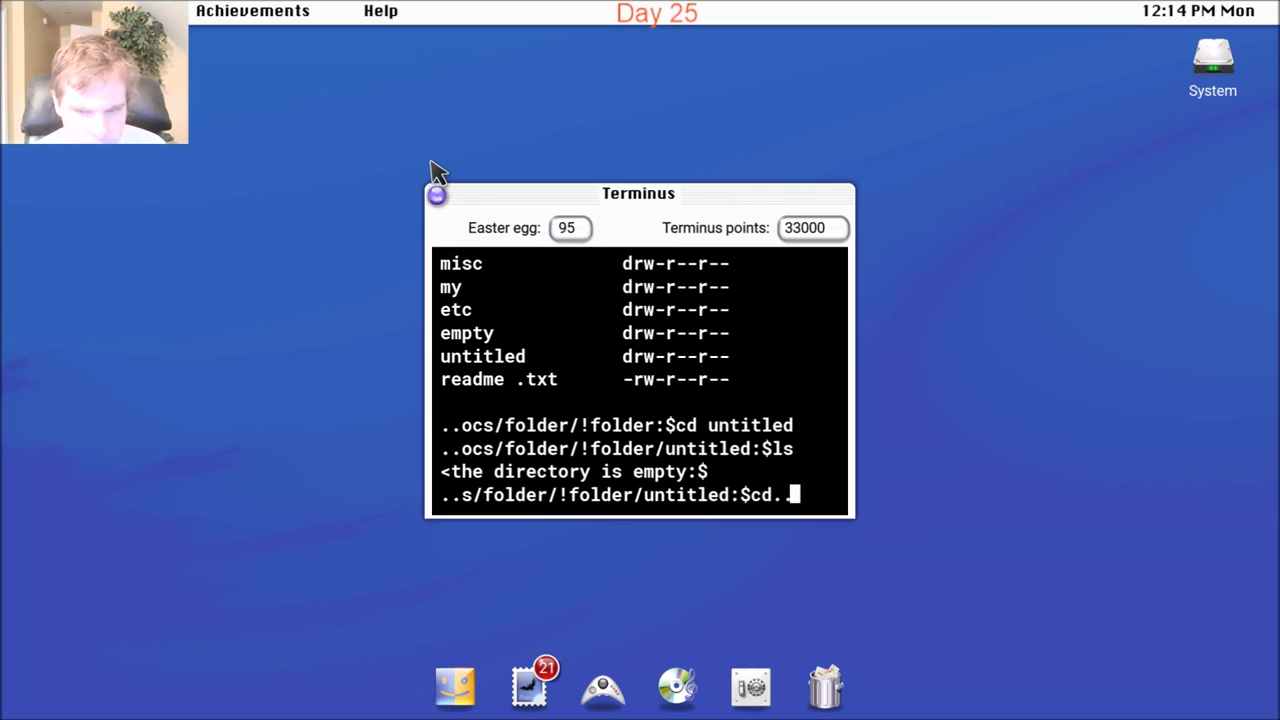 Achievements Help Day 25 12:14 PM Mon
System
Terminus
Easter egg: 95 Terminus points: 33000
misc drw-r--r--
my drw-r--r--
etc drw-r--r--
empty drw-r--r--
untitled drw-r--r--
readme .txt -rw-r--r--
..ocs/folder/!folder:$cd untitled
..ocs/folder/!folder/untitled:$ls
<the directory is empty:$
..s/folder/!folder/untitled:$cd..
21